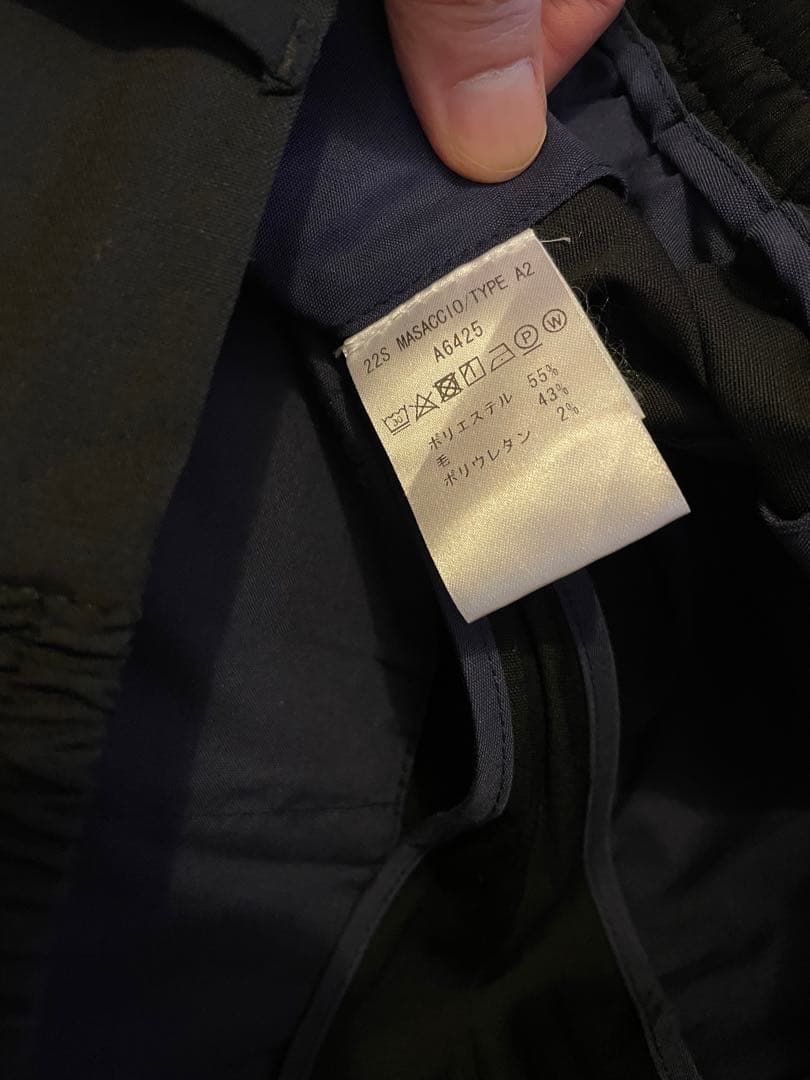 22S MASACCIO/TYPE A2
A6425
30 P W
ポリエステル 55%
毛 43%
ポリウレタン 2%